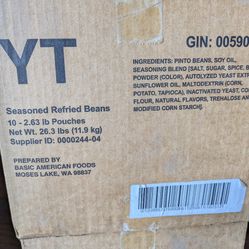 YT
GIN: 00590
INGREDIENTS: PINTO BEANS, SOY OIL,
SEASONING BLEND [SALT, SUGAR, SPICE,
POWDER (COLOR), AUTOLYZED YEAST
SUNFLOWER OIL, MALTODEXTRIN (CORN,
POTATO, TAPIOCA), INACTIVATED YEAST,
FLOUR, NATURAL FLAVORS, TREHALOSE AND
MODIFIED CORN STARCH].
Seasoned Refried Beans
10 - 2.63 lb Pouches
Net Wt. 26.3 lbs (11.9 kg)
Supplier ID: 0000244-04
PREPARED BY
BASIC AMERICAN FOODS
MOSES LAKE, WA 98837